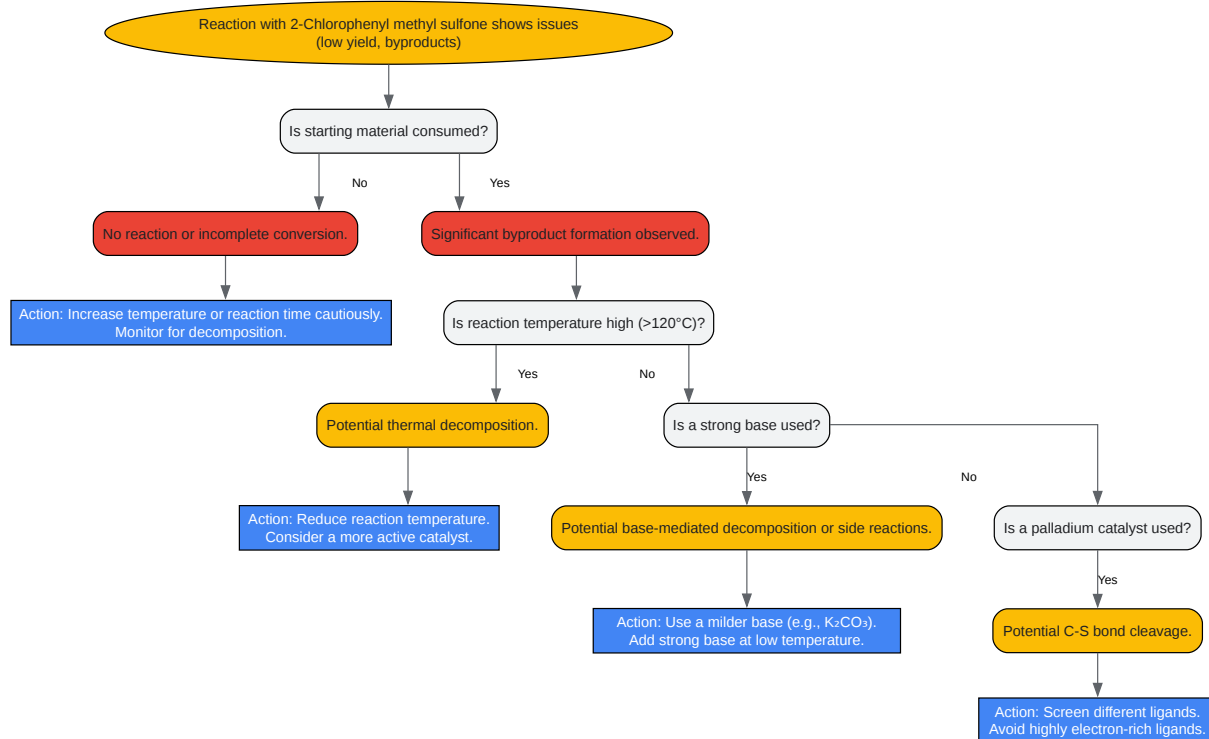 Reaction with 2-Chlorophenyl methyl sulfone shows issues
(low yield, byproducts)
Is starting material consumed?
No
Yes
No reaction or incomplete conversion.
Significant byproduct formation observed.
Action: Increase temperature or reaction time cautiously.
Monitor for decomposition.
Is reaction temperature high (>120°C)?
Yes
No
Potential thermal decomposition.
Is a strong base used?
Yes
No
Action: Reduce reaction temperature.
Consider a more active catalyst.
Potential base-mediated decomposition or side reactions.
Is a palladium catalyst used?
Yes
Action: Use a milder base (e.g., K₂CO₃).
Add strong base at low temperature.
Potential C-S bond cleavage.
Action: Screen different ligands.
Avoid highly electron-rich ligands.